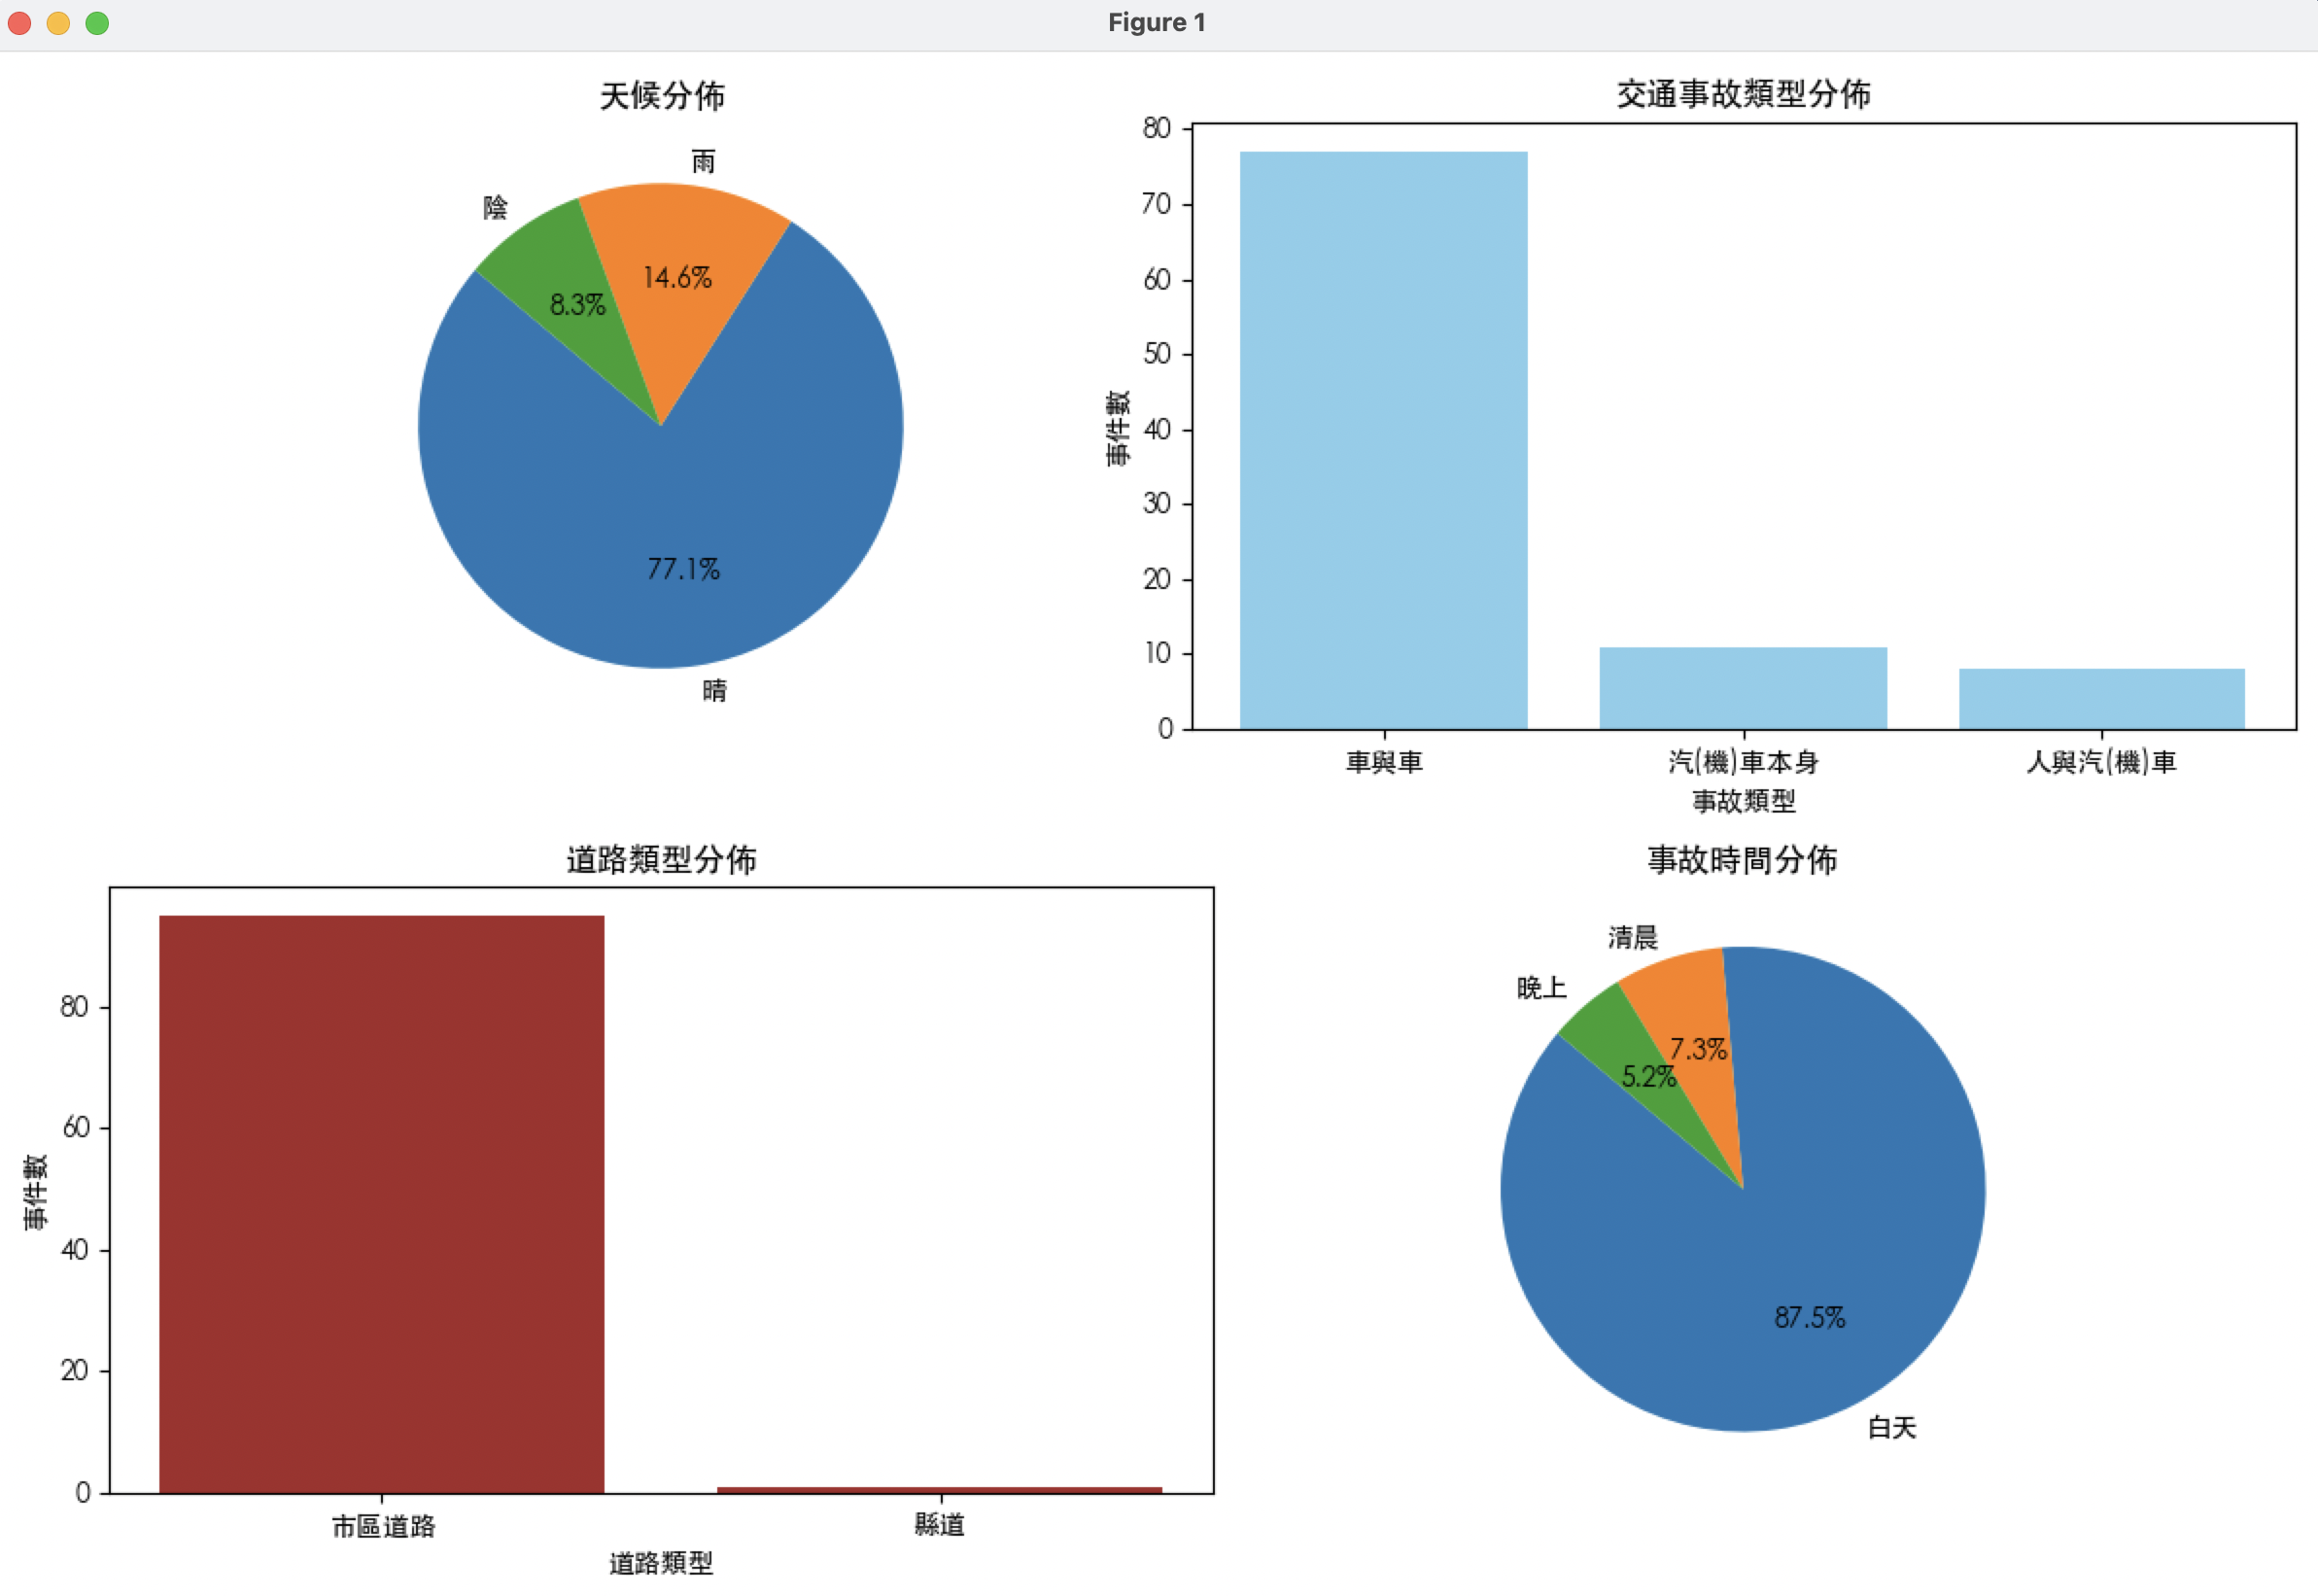 Figure 1
天候分佈
雨
陰
14.6%
8.3%
77.1%
晴
交通事故類型分佈
80
70
60
50
40
30
20
10
0
事件數
車與車
汽(機)車本身
人與汽(機)車
事故類型
道路類型分佈
80
60
40
20
0
事件數
市區道路
縣道
道路類型
事故時間分佈
清晨
晚上
7.3%
5.2%
87.5%
白天